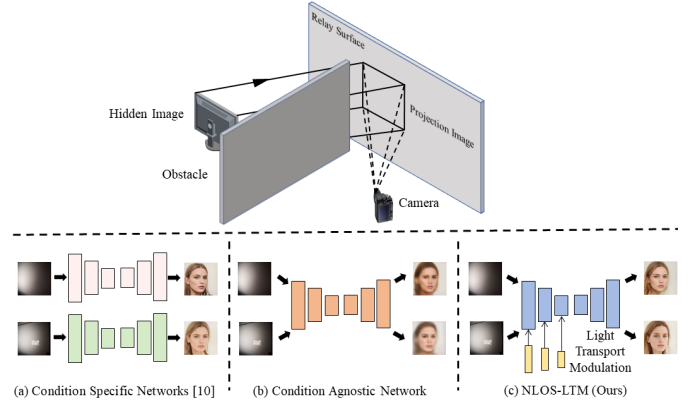 Relay Surface
Hidden Image
Projection Image
Obstacle
Camera
Light
Transport
Modulation
(a) Condition Specific Networks [10]
(b) Condition Agnostic Network
(c) NLOS-LTM (Ours)